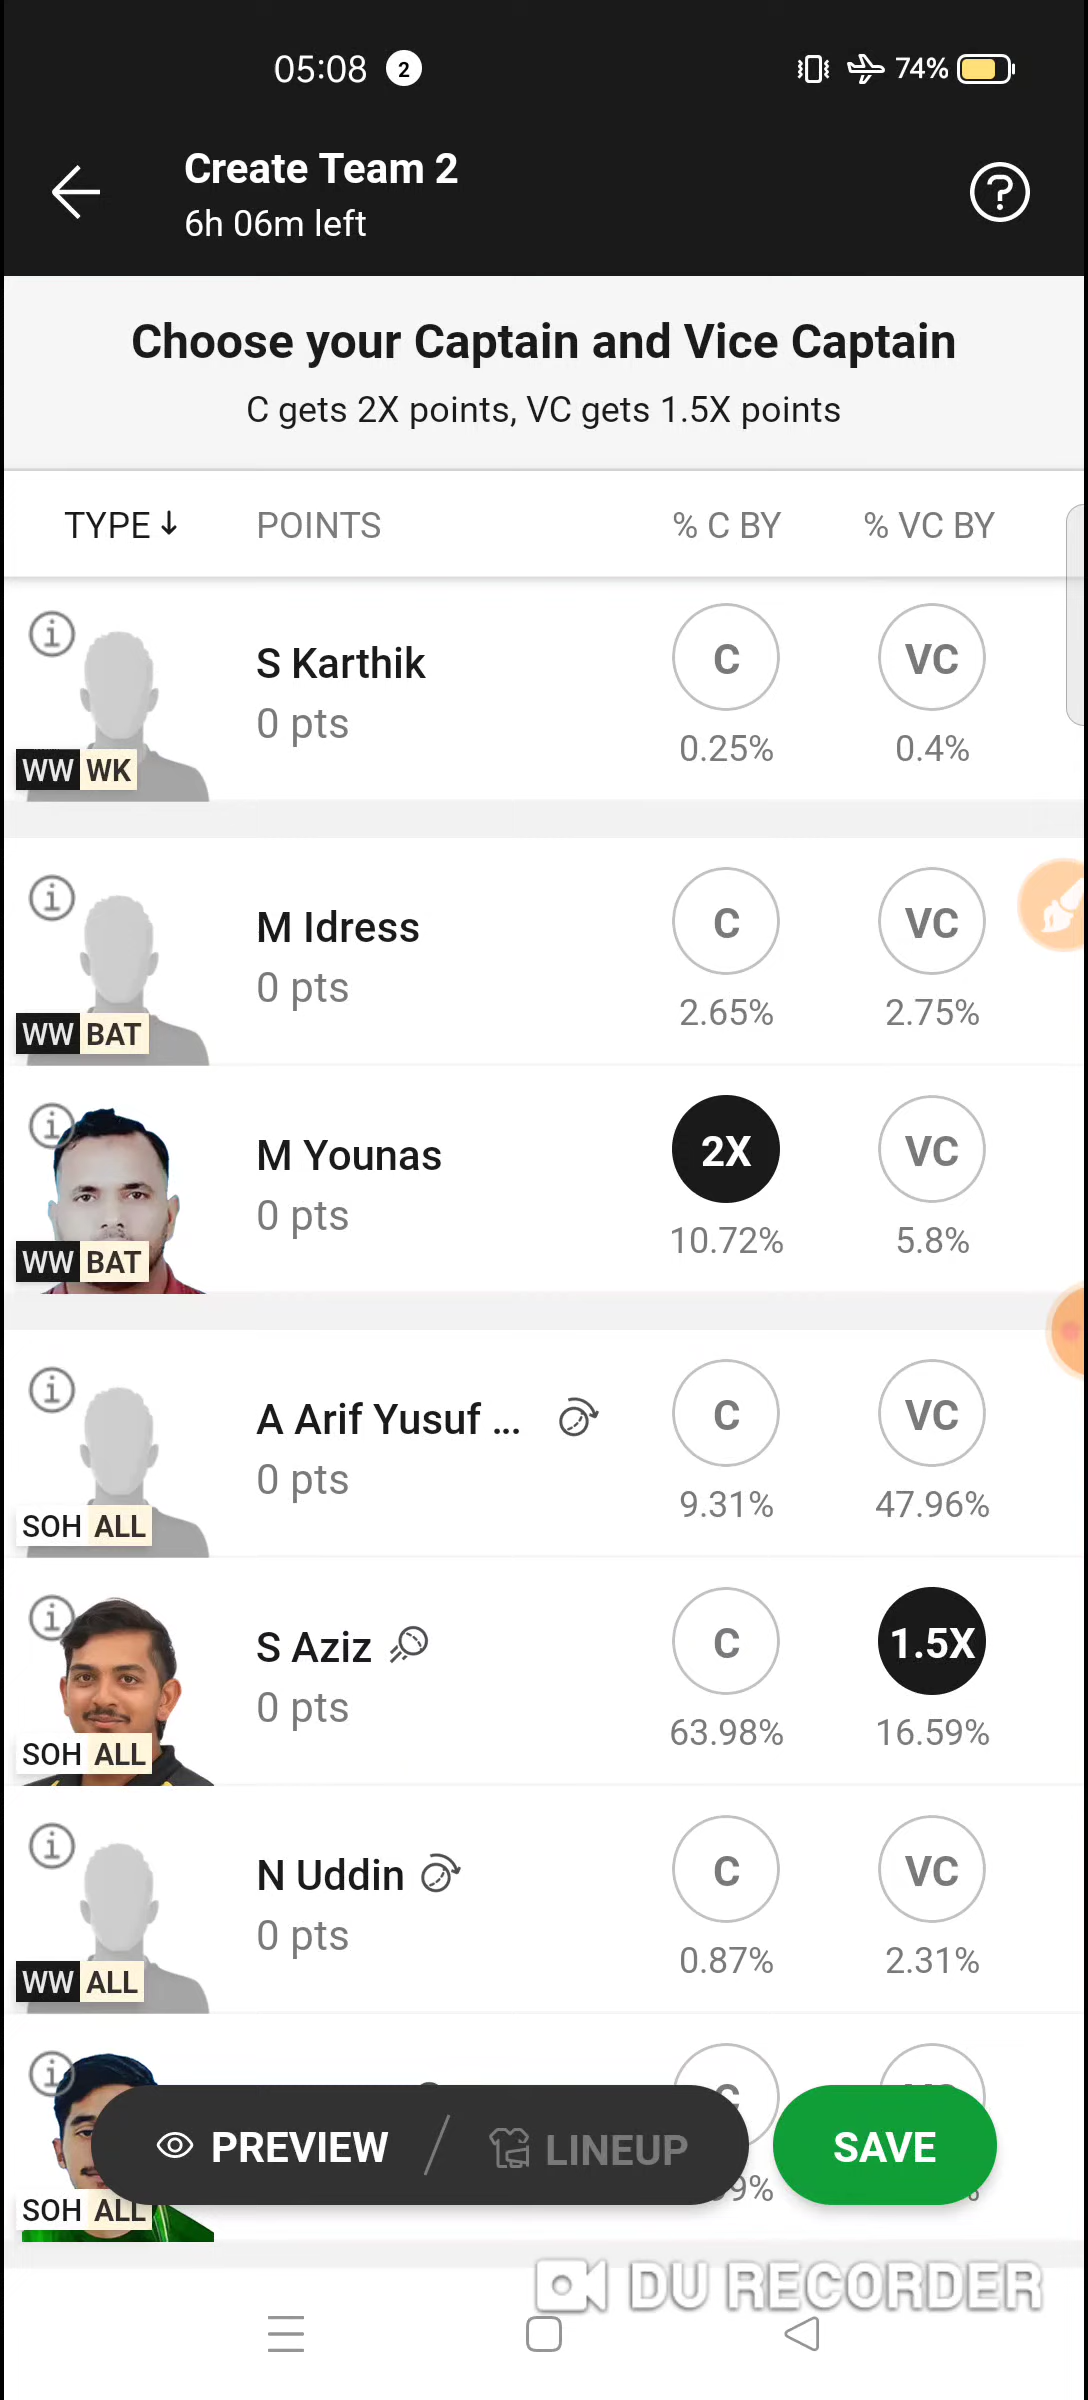 05:08 2 74%
Create Team 2
6h 06m left
Choose your Captain and Vice Captain
C gets 2X points, VC gets 1.5X points
TYPE POINTS % C BY % VC BY
S Karthik C VC
0 pts 0.25% 0.4%
WW WK
M Idress C VC
0 pts 2.65% 2.75%
WW BAT
M Younas 2X VC
0 pts 10.72% 5.8%
WW BAT
A Arif Yusuf ... C VC
0 pts 9.31% 47.96%
SOH ALL
S Aziz C 1.5X
0 pts 63.98% 16.59%
SOH ALL
N Uddin C VC
0 pts 0.87% 2.31%
WW ALL
PREVIEW / LINEUP SAVE
SOH ALL
DU RECORDER